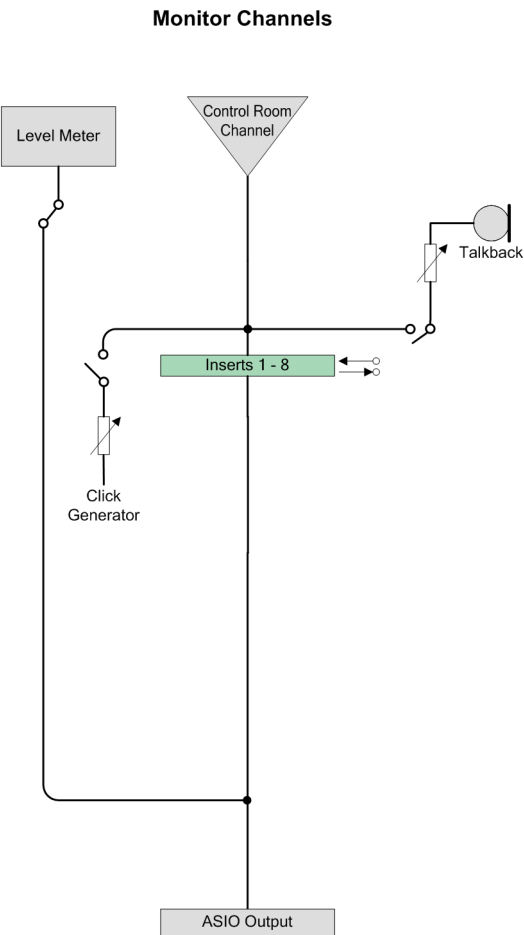 Monitor Channels
Control Room
Channel
Level Meter
Talkback
Inserts 1 - 8
Click
Generator
ASIO Output